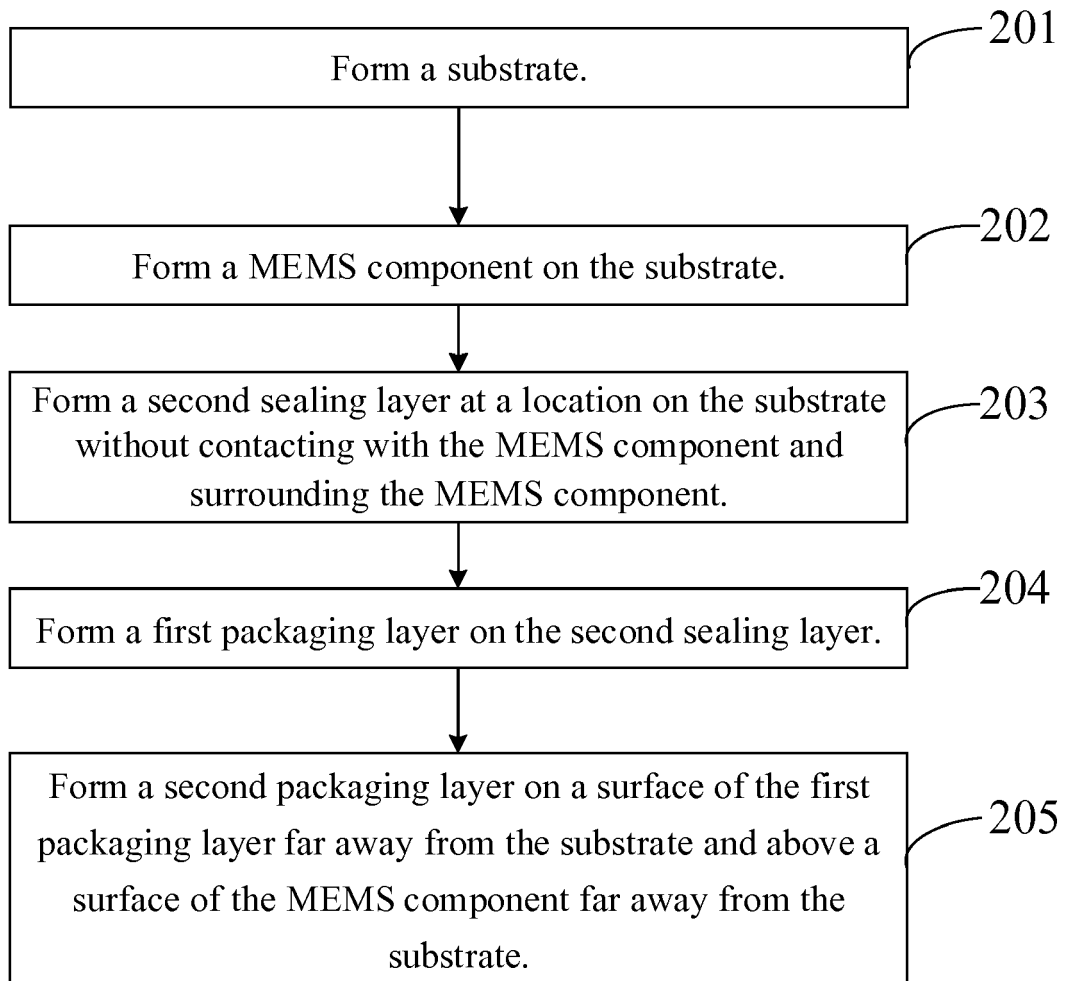 201
Form a substrate.
202
Form a MEMS component on the substrate.
203
Form a second sealing layer at a location on the substrate
without contacting with the MEMS component and
surrounding the MEMS component.
204
Form a first packaging layer on the second sealing layer.
205
Form a second packaging layer on a surface of the first
packaging layer far away from the substrate and above a
surface of the MEMS component far away from the
substrate.